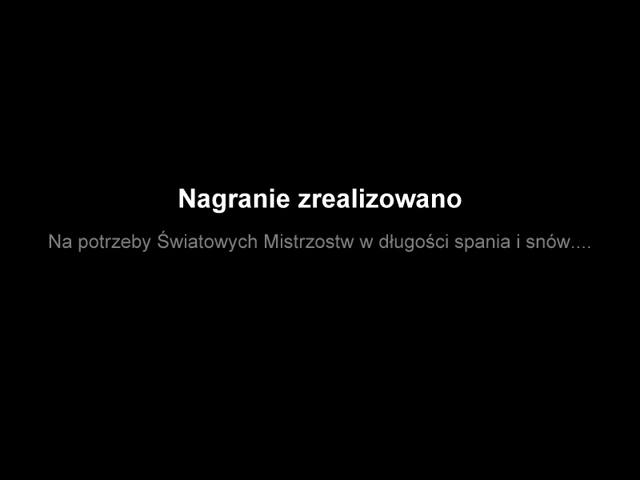 Nagranie zrealizowano
Na potrzeby Światowych Mistrzostw w długości spania i snów....